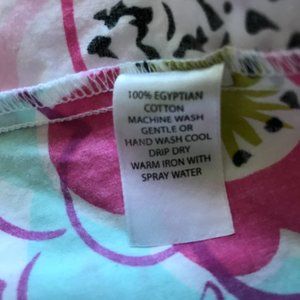 100% EGYPTIAN
COTTON
MACHINE WASH
GENTLE OR
HAND WASH COOL
DRIP DRY
WARM IRON WITH
SPRAY WATER